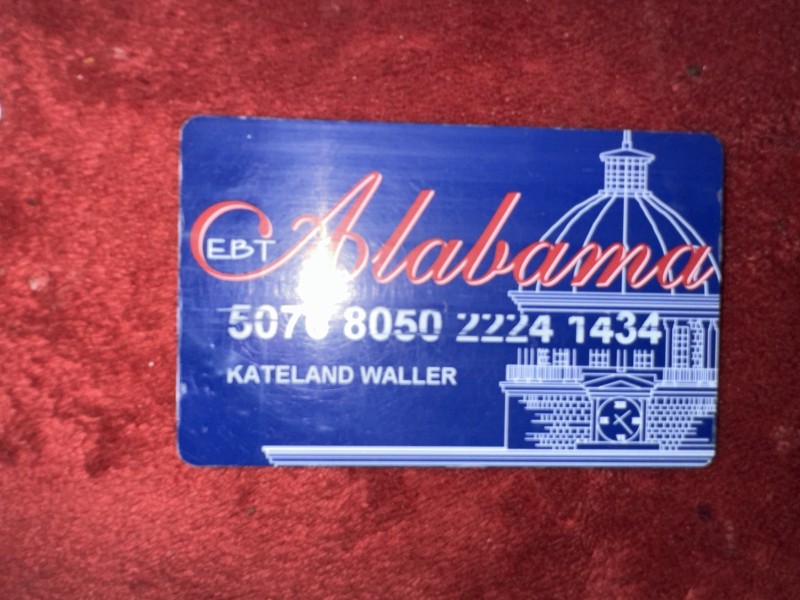 EBT Alabama
8050 2224 1434
KATELAND WALLER